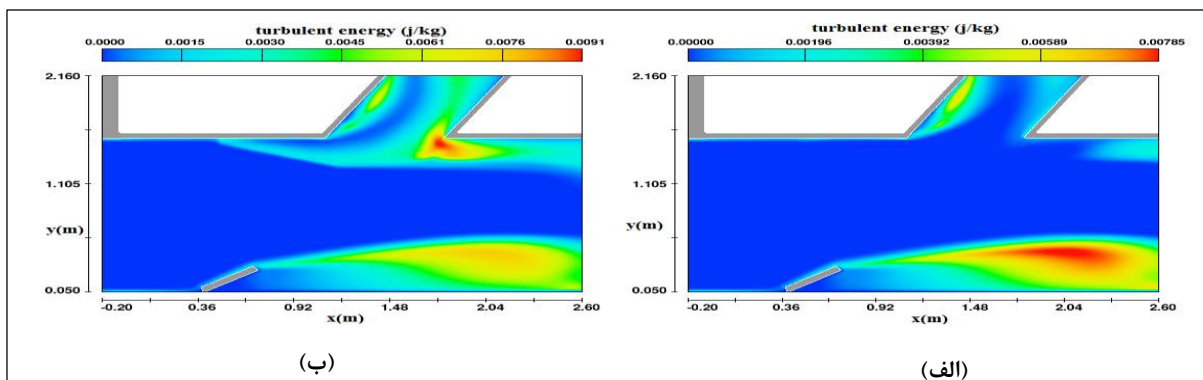 turbulent energy (j/kg)
0.0000 0.0015 0.0030 0.0045 0.0061 0.0076 0.0091
2.160
1.105
y(m)
0.050
-0.20 0.36 0.92 1.48 2.04 2.60
x(m)
(ب)
turbulent energy (j/kg)
0.00000 0.00196 0.00392 0.00589 0.00785
2.160
1.105
y(m)
0.050
-0.20 0.36 0.92 1.48 2.04 2.60
x(m)
(الف)